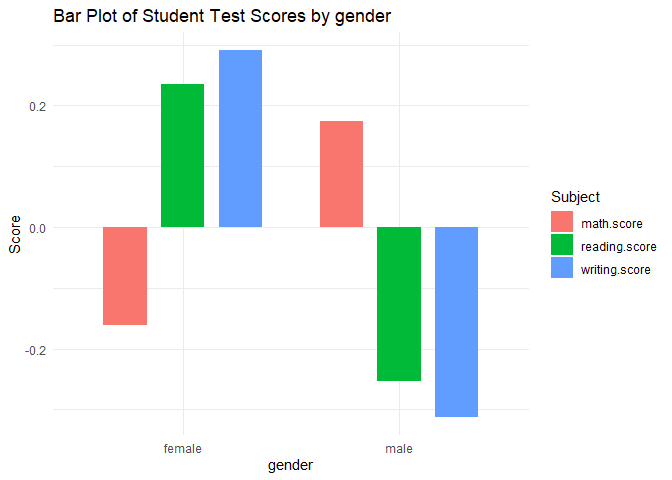 Bar Plot of Student Test Scores by gender
Score
0.2
0.0
-0.2
female
male
gender
Subject
math.score
reading.score
writing.score